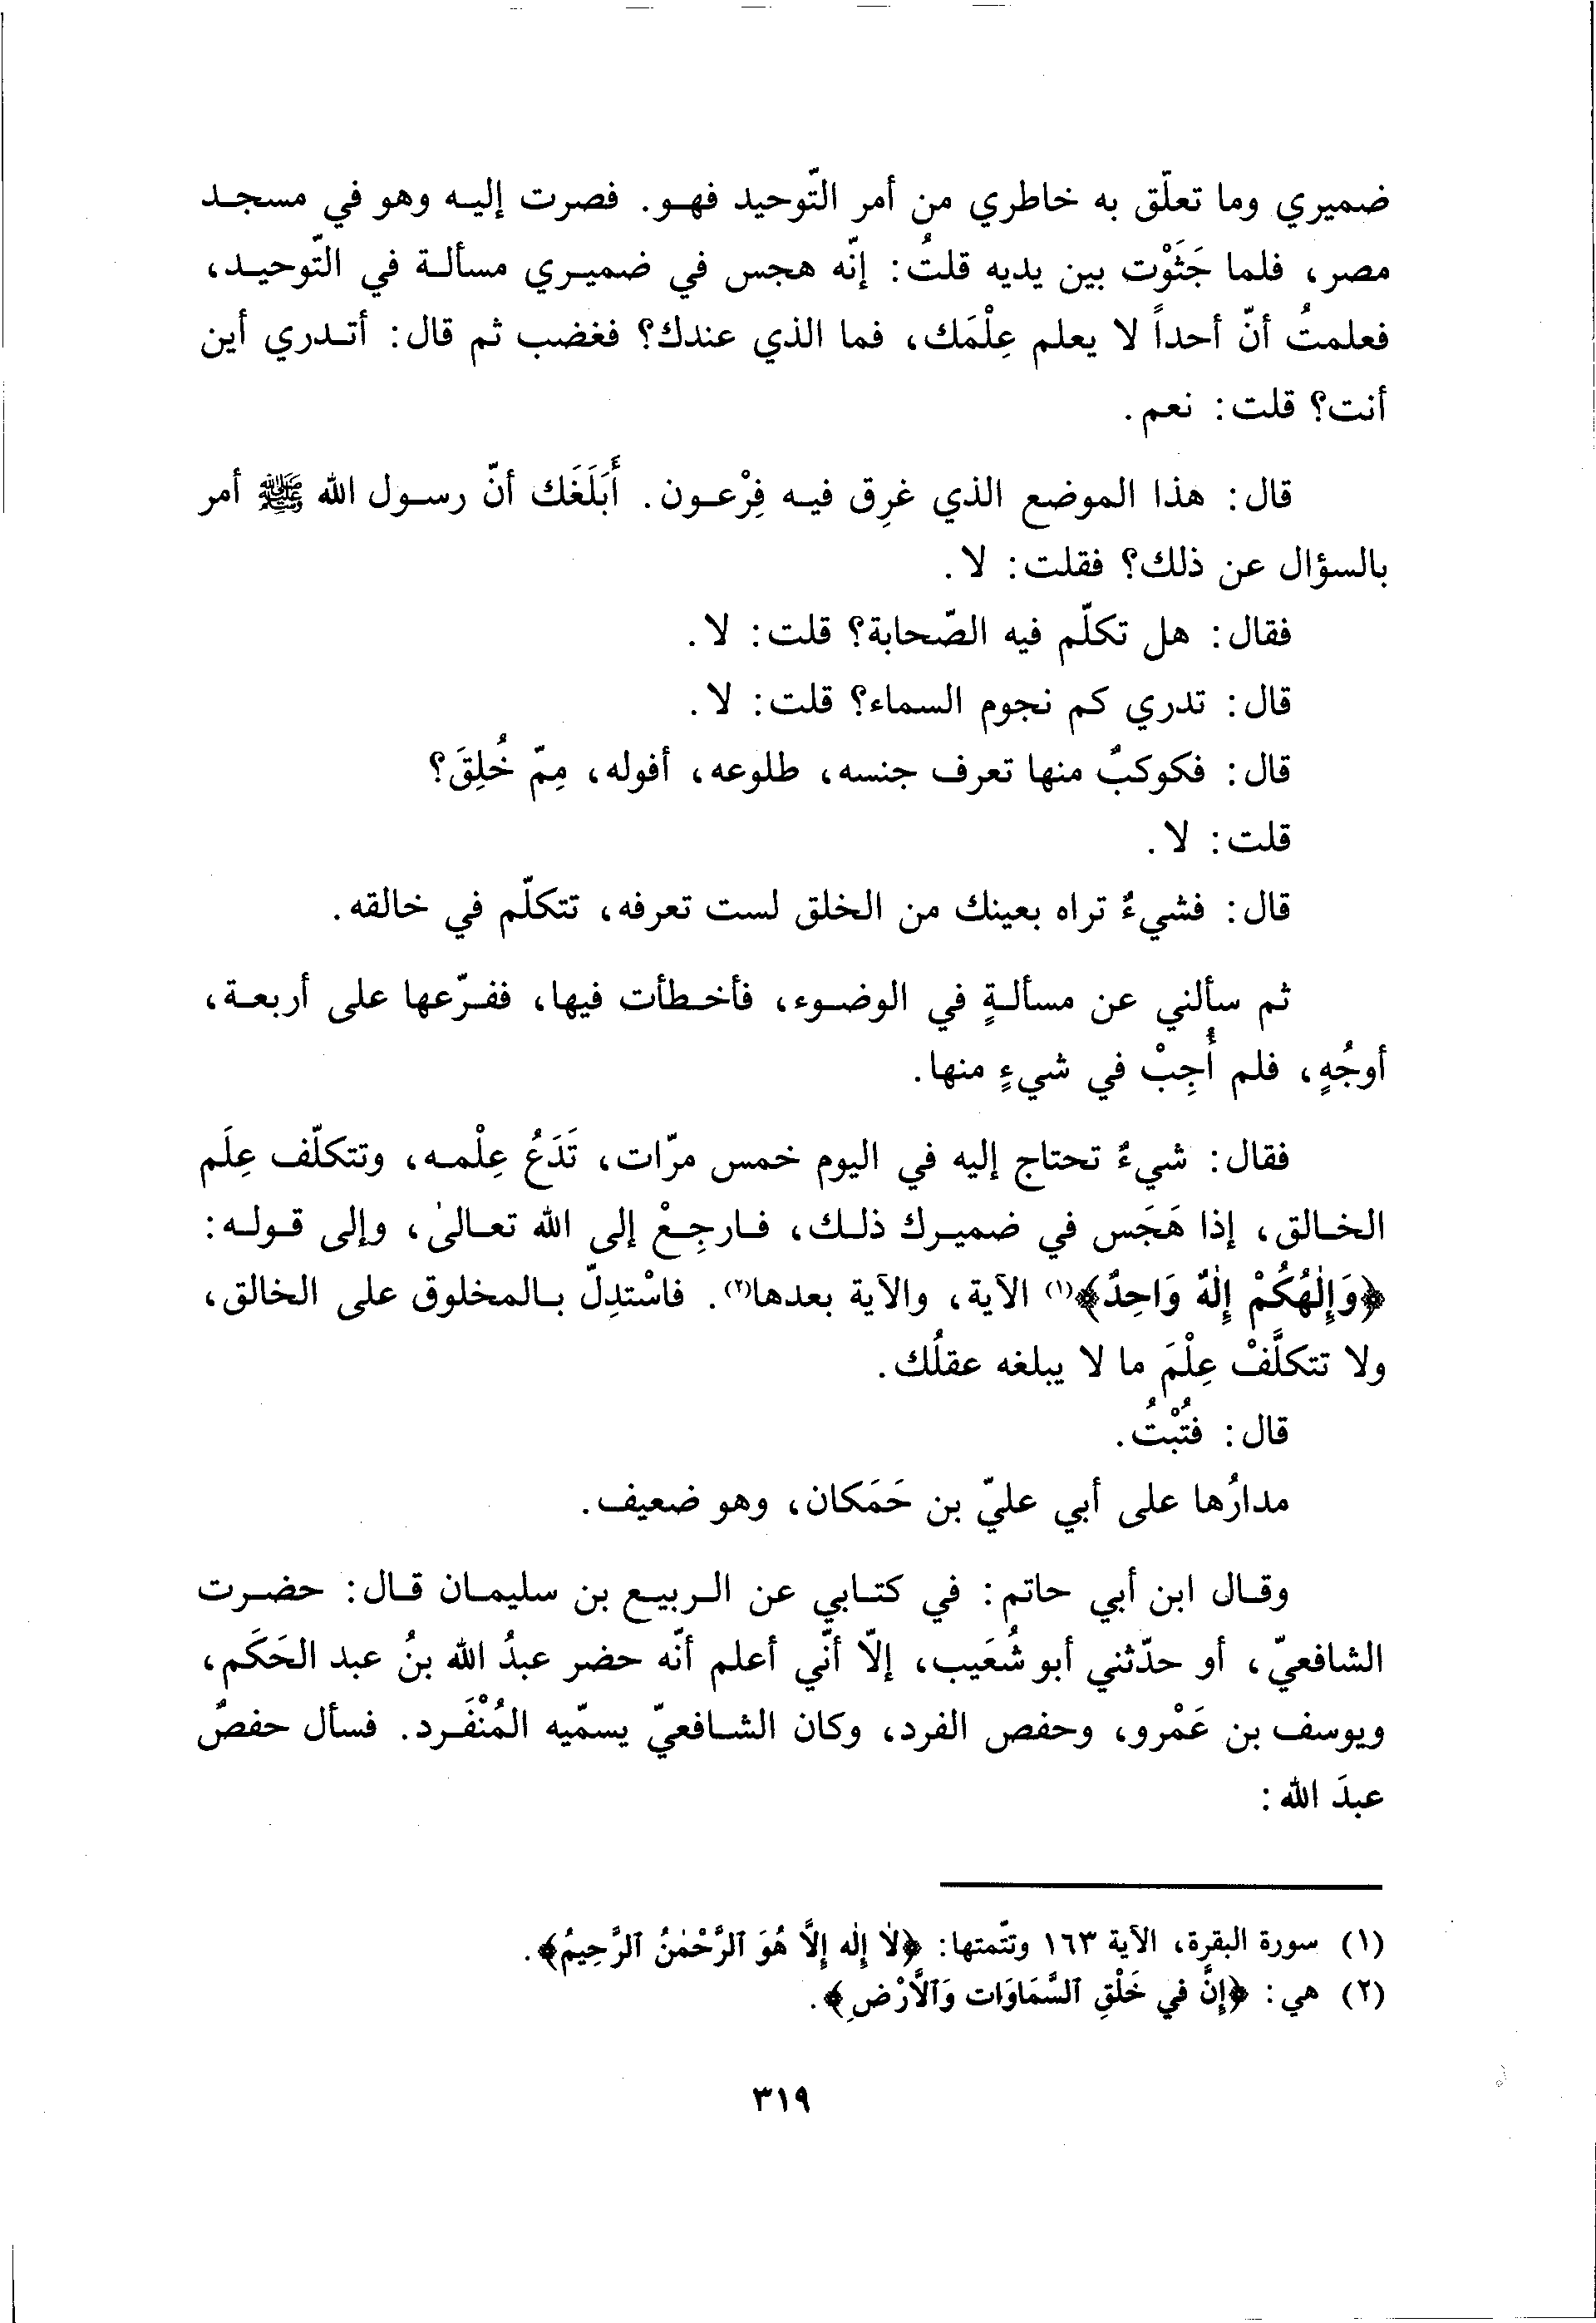 ضميري وما تعلّق به خاطري من أمر التّوحيد فهو. فصرت إليه وهو في مسجد
مصر، فلما جَثَوْت بين يديه قلتُ: إنّه هجس في ضميري مسألة في التّوحيد،
فعلمتُ أنّ أحداً لا يعلم عِلْمَك، فما الذي عندك؟ فغضب ثم قال: أتدري أين
أنت؟ قلت: نعم.
قال: هذا الموضع الذي غرِق فيه فِرْعون. أَبَلَغَك أنّ رسول الله ﷺ أمر
بالسؤال عن ذلك؟ فقلت: لا.
فقال: هل تكلّم فيه الصّحابة؟ قلت: لا.
قال: تدري كم نجوم السماء؟ قلت: لا.
قال: فكوكبٌ منها تعرف جنسه، طلوعه، أفوله، مِمّ خُلِقَ؟
قلت: لا.
قال: فشيءٌ تراه بعينك من الخلق لست تعرفه، تتكلّم في خالقه.
ثم سألني عن مسألةٍ في الوضوء، فأخطأت فيها، ففرّعها على أربعة،
أوجُهٍ، فلم أُجِبْ في شيءٍ منها.
فقال: شيءٌ تحتاج إليه في اليوم خمس مرّات، تَدَعُ عِلْمه، وتتكلّف عِلَم
الخالق، إذا هَجَس في ضميرك ذلك، فارجِعْ إلى الله تعالىٰ، وإلى قوله:
﴿وَإِلٰهُكُمْ إِلٰهٌ وَاحِدٌ﴾(١) الآية، والآية بعدها(٢). فاسْتدِلّ بالمخلوق على الخالق،
ولا تتكلَّفْ عِلْمَ ما لا يبلغه عقلُك.
قال: فتُبْتُ.
مدارُها على أبي عليّ بن حَمَكان، وهو ضعيف.
وقال ابن أبي حاتم: في كتابي عن الربيع بن سليمان قال: حضرت
الشافعيّ، أو حدّثني أبو شُعَيب، إلّا أنّي أعلم أنّه حضر عبدُ الله بنُ عبد الحَكَم،
ويوسف بن عَمْرو، وحفص الفرد، وكان الشافعيّ يسمّيه المُنْفَرد. فسأل حفصٌ
عبدَ الله:
(١) سورة البقرة، الآية ١٦٣ وتتّمتها: ﴿لَا إِلٰه إِلَّا هُوَ ٱلرَّحْمٰنُ ٱلرَّحِيمُ﴾.
(٢) هي: ﴿إِنَّ في خَلْقِ ٱلسَّمَاوَات وَٱلَأرْضِ﴾.
٣١٩